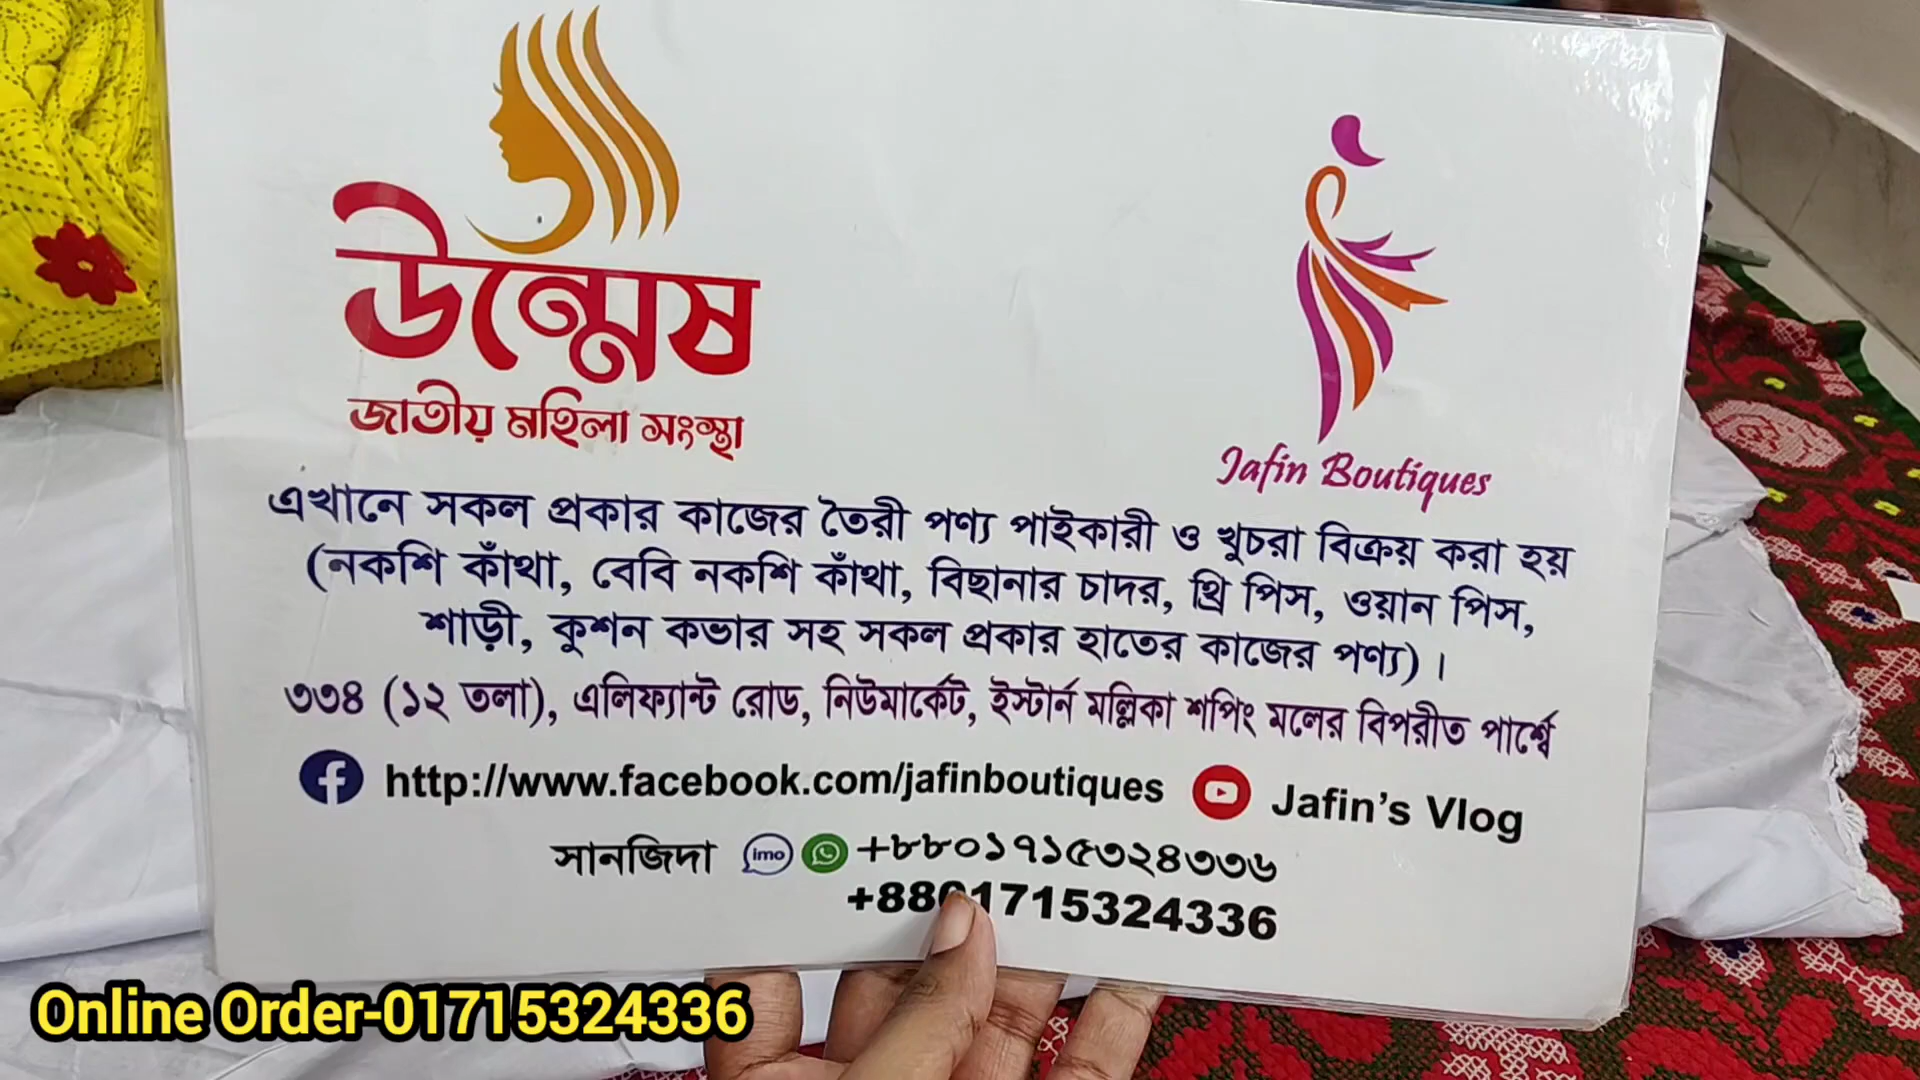 উন্মেষ
জাতীয় মহিলা সংস্থা
Jafin Boutiques
এখানে সকল প্রকার কাজের তৈরী পণ্য পাইকারী ও খুচরা বিক্রয় করা হয়
(নকশি কাঁথা, বেবি নকশি কাঁথা, বিছানার চাদর, থ্রি পিস, ওয়ান পিস,
শাড়ী, কুশন কভার সহ সকল প্রকার হাতের কাজের পণ্য)।
৩৩৪ (১২ তলা), এলিফ্যান্ট রোড, নিউমার্কেট, ইস্টার্ন মল্লিকা শপিং মলের বিপরীত পার্শ্বে
http://www.facebook.com/jafinboutiques Jafin's Vlog
সানজিদা imo +৮৮০১৭১৫৩২৪৩৩৬
+8801715324336
Online Order-01715324336